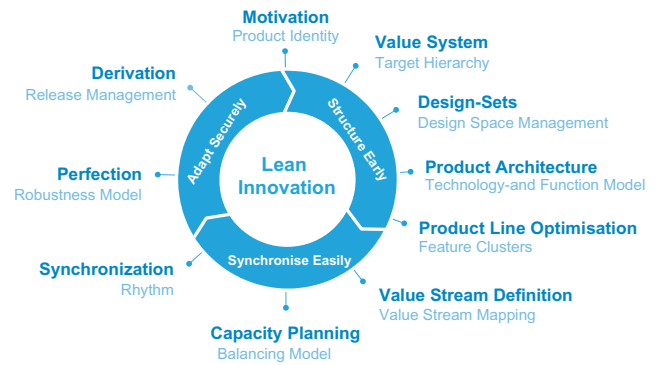 Motivation
Product Identity
Value System
Target Hierarchy
Design-Sets
Design Space Management
Product Architecture
Technology-and Function Model
Product Line Optimisation
Feature Clusters
Value Stream Definition
Value Stream Mapping
Capacity Planning
Balancing Model
Synchronization
Rhythm
Perfection
Robustness Model
Derivation
Release Management
Structure Early
Synchronise Easily
Adapt Securely
Lean
Innovation